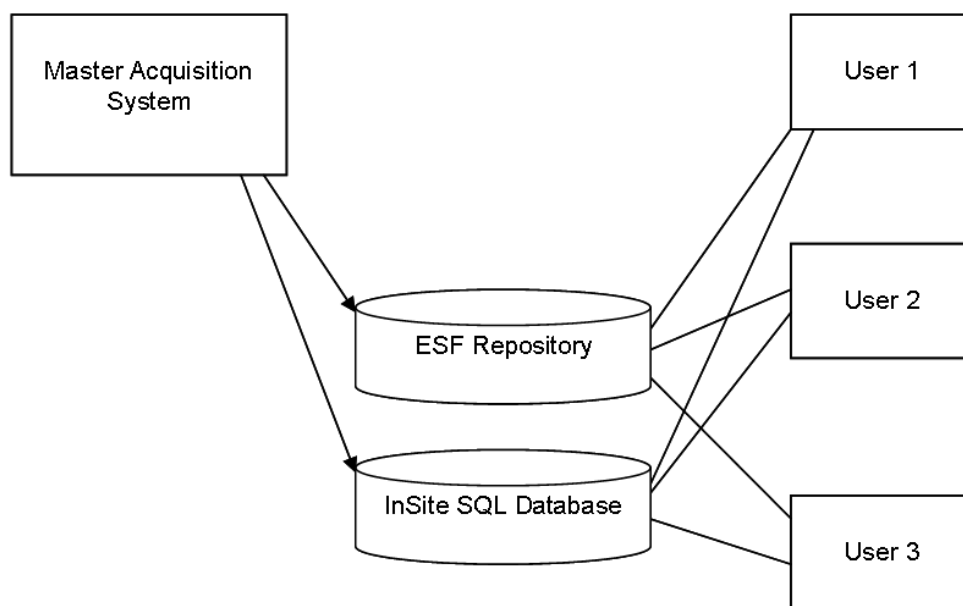 Master Acquisition
System
User 1
User 2
ESF Repository
InSite SQL Database
User 3